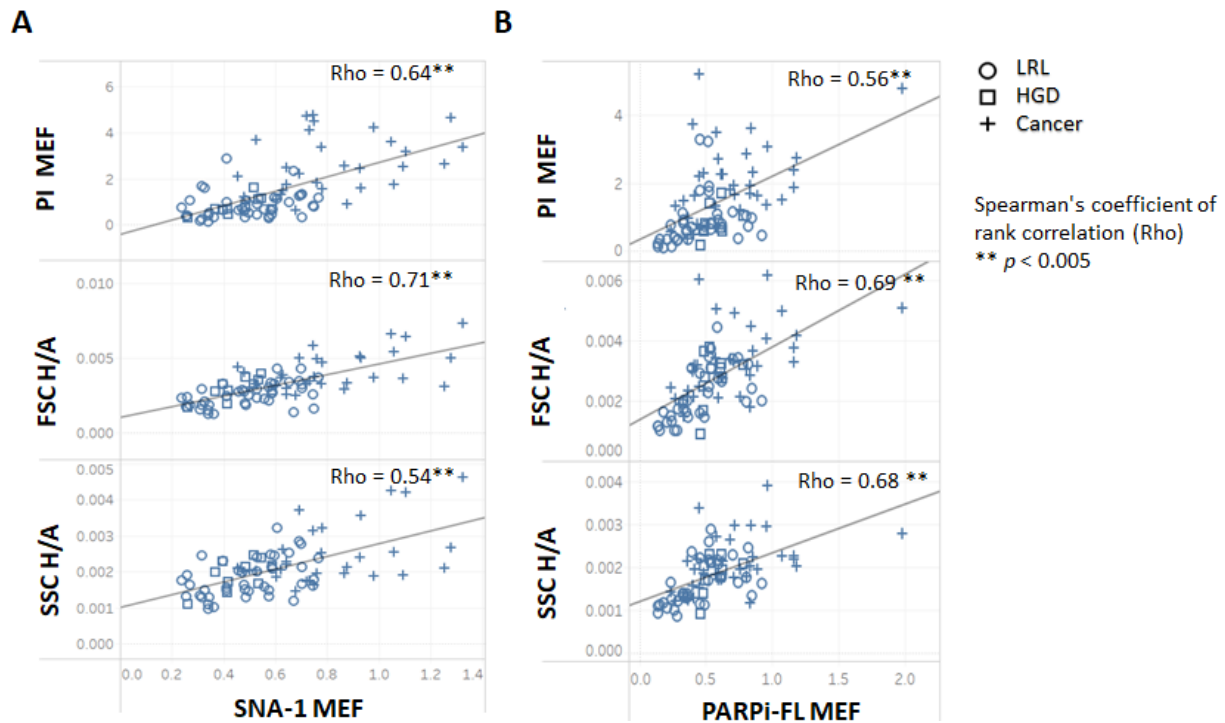 A
B
PI MEF
6
4
2
0
Rho = 0.64**
FSC H/A
0.010
0.005
0.000
Rho = 0.71**
SSC H/A
0.005
0.004
0.003
0.002
0.001
0.000
Rho = 0.54**
0.0 0.2 0.4 0.6 0.8 1.0 1.2 1.4
SNA-1 MEF
PI MEF
4
2
0
Rho = 0.56**
FSC H/A
0.006
0.004
0.002
0.000
Rho = 0.69 **
SSC H/A
0.004
0.003
0.002
0.001
0.000
Rho = 0.68 **
0.0 0.5 1.0 1.5 2.0
PARPi-FL MEF
LRL
HGD
Cancer
Spearman's coefficient of
rank correlation (Rho)
** p < 0.005